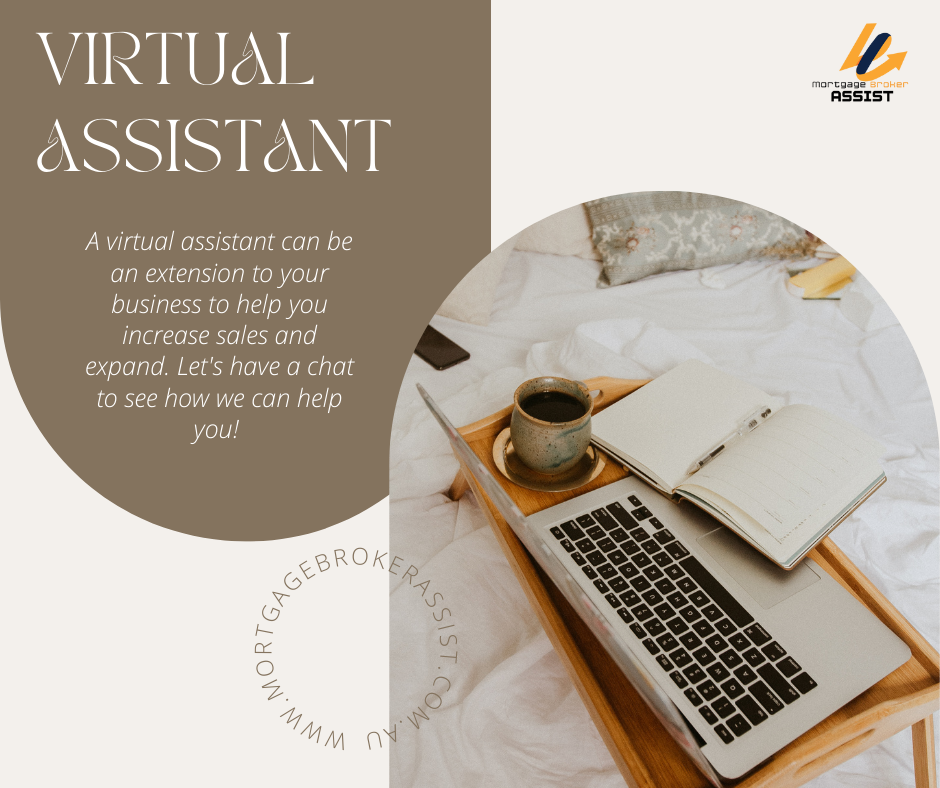 VIRTUAL
ASSISTANT
mortgage broker
ASSIST
A virtual assistant can be
an extension to your
business to help you
increase sales and
expand. Let's have a chat
to see how we can help
you!
WWW.MORTGAGEBROKERASSIST.COM.AU